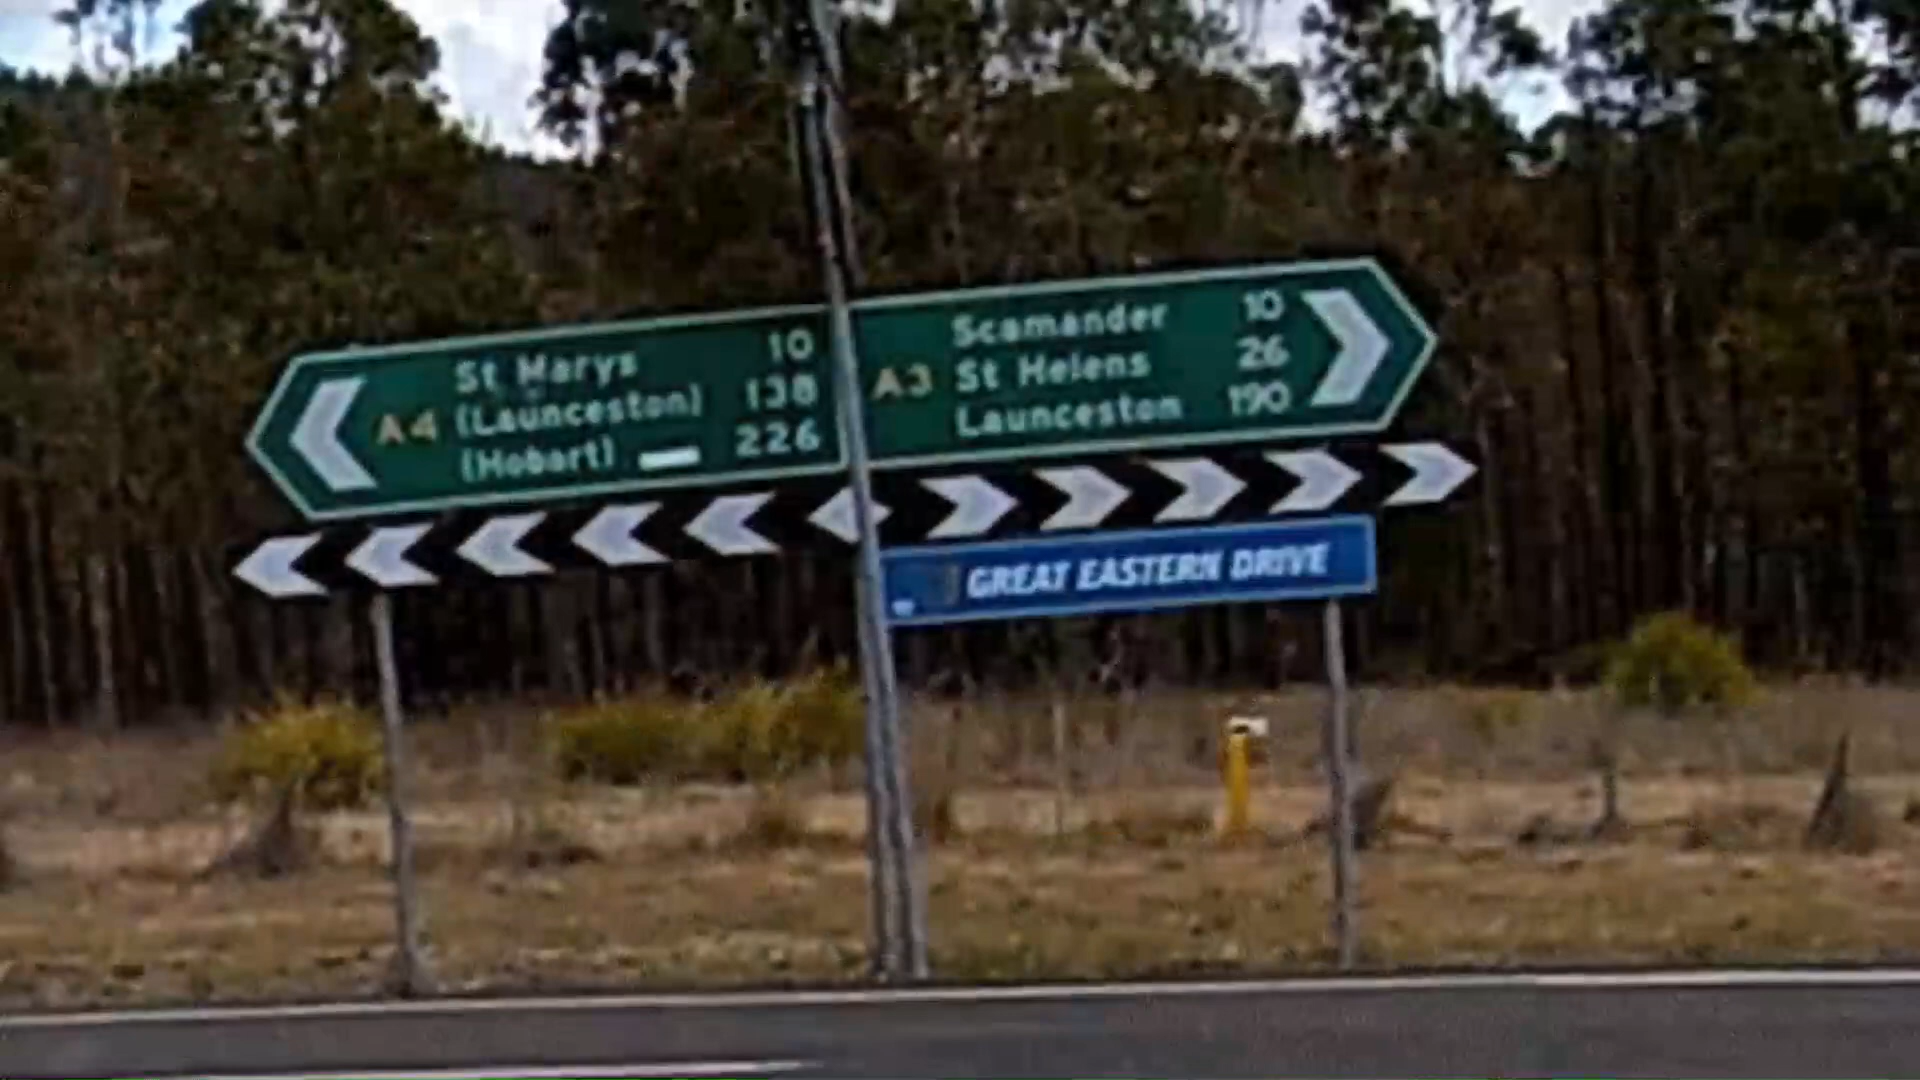 St Marys 10
A4 (Launceston) 138
(Hobart) 226
Scamander 10
A3 St Helens 26
Launceston 190
GREAT EASTERN DRIVE